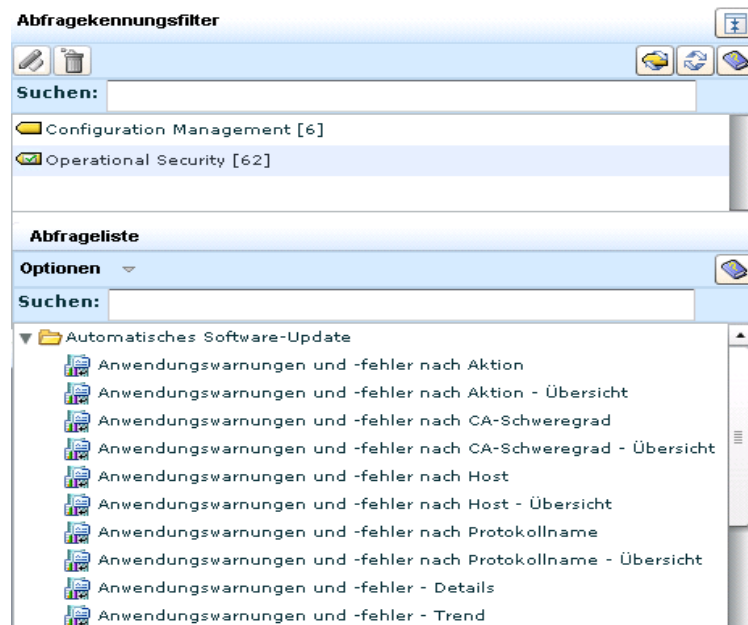 Abfragekennungsfilter
Suchen:
Configuration Management [6]
Operational Security [62]
Abfrageliste
Optionen
Suchen:
Automatisches Software-Update
Anwendungswarnungen und -fehler nach Aktion
Anwendungswarnungen und -fehler nach Aktion - Übersicht
Anwendungswarnungen und -fehler nach CA-Schweregrad
Anwendungswarnungen und -fehler nach CA-Schweregrad - Übersicht
Anwendungswarnungen und -fehler nach Host
Anwendungswarnungen und -fehler nach Host - Übersicht
Anwendungswarnungen und -fehler nach Protokollname
Anwendungswarnungen und -fehler nach Protokollname - Übersicht
Anwendungswarnungen und -fehler - Details
Anwendungswarnungen und -fehler - Trend